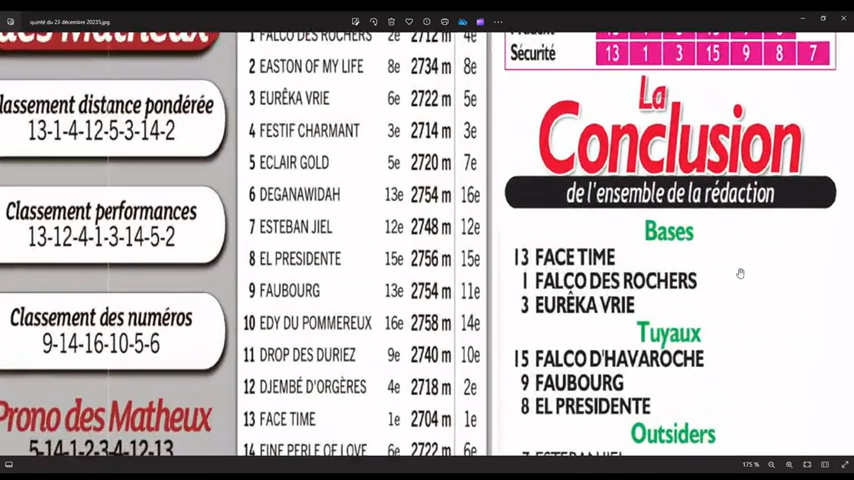 quinté du 23 décembre 20235.jpg
des Matheux
Classement distance pondérée
13-1-4-12-5-3-14-2
Classement performances
13-12-4-1-3-14-5-2
Classement des numéros
9-14-16-10-5-6
Prono des Matheux
5-14-1-2-3-4-12-13
1 FALCO DES ROCHERS 2e 2712 m 4e
2 EASTON OF MY LIFE 8e 2734 m 8e
3 EURÊKA VRIE 6e 2722 m 5e
4 FESTIF CHARMANT 3e 2714 m 3e
5 ECLAIR GOLD 5e 2720 m 7e
6 DEGANAWIDAH 13e 2754 m 16e
7 ESTEBAN JIEL 12e 2748 m 12e
8 EL PRESIDENTE 15e 2756 m 15e
9 FAUBOURG 13e 2754 m 11e
10 EDY DU POMMEREUX 16e 2758 m 14e
11 DROP DES DURIEZ 9e 2740 m 10e
12 DJEMBÉ D'ORGÈRES 4e 2718 m 2e
13 FACE TIME 1e 2704 m 1e
14 FINE PERLE OF LOVE 6e 2722 m 6e
Sécurité 13 1 3 15 9 8 7
La
Conclusion
de l'ensemble de la rédaction
Bases
13 FACE TIME
1 FALCO DES ROCHERS
3 EURÊKA VRIE
Tuyaux
15 FALCO D'HAVAROCHE
9 FAUBOURG
8 EL PRESIDENTE
Outsiders
7 ESTEBAN JIEL
175 %